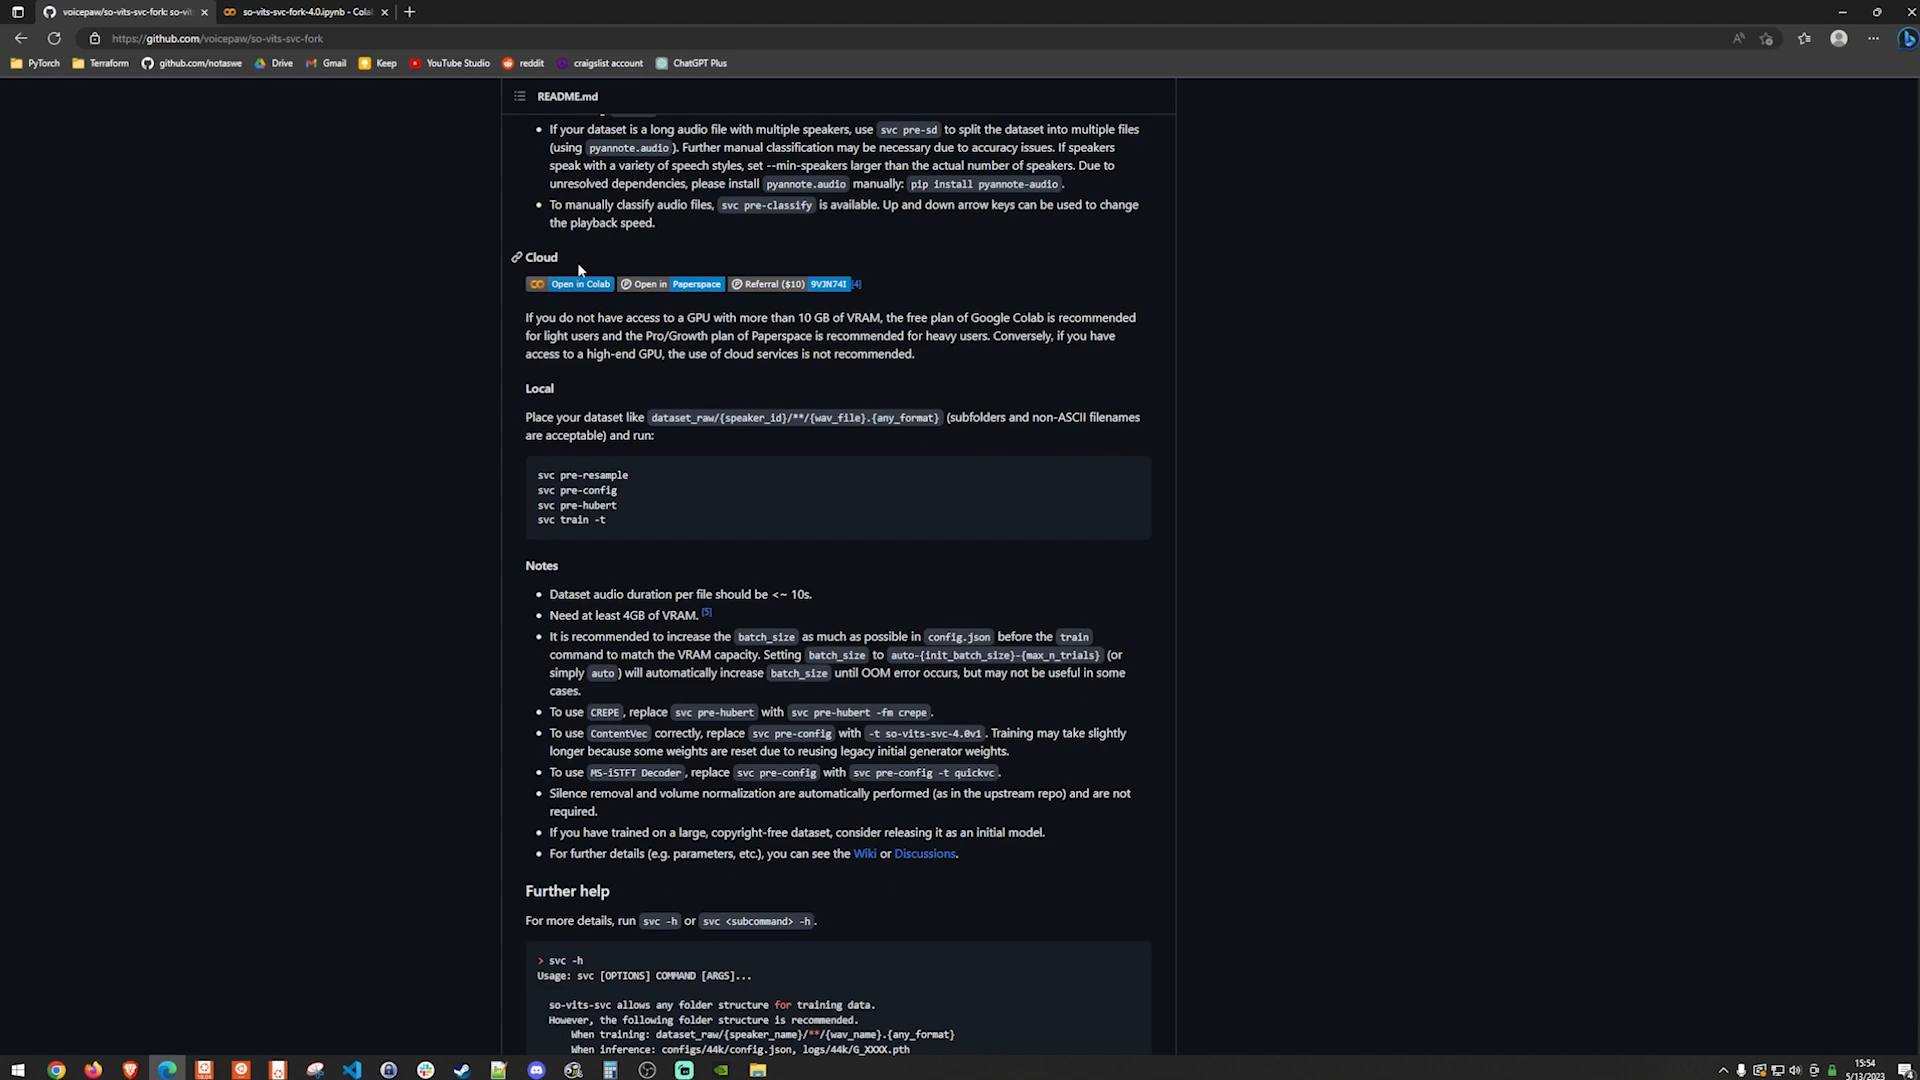 voicepaw/so-vits-svc-fork: so-vit
so-vits-svc-fork-4.0.ipynb - Cola
https://github.com/voicepaw/so-vits-svc-fork
PyTorch
Terraform
github.com/notaswe
Drive
Gmail
Keep
YouTube Studio
reddit
craigslist account
ChatGPT Plus
README.md
If your dataset is a long audio file with multiple speakers, use svc pre-sd to split the dataset into multiple files
(using pyannote.audio ). Further manual classification may be necessary due to accuracy issues. If speakers
speak with a variety of speech styles, set --min-speakers larger than the actual number of speakers. Due to
unresolved dependencies, please install pyannote.audio manually: pip install pyannote-audio .
To manually classify audio files, svc pre-classify is available. Up and down arrow keys can be used to change
the playback speed.
Cloud
Open in Colab Open in Paperspace Referral ($10) 9VJN74I [4]
If you do not have access to a GPU with more than 10 GB of VRAM, the free plan of Google Colab is recommended
for light users and the Pro/Growth plan of Paperspace is recommended for heavy users. Conversely, if you have
access to a high-end GPU, the use of cloud services is not recommended.
Local
Place your dataset like dataset_raw/{speaker_id}/**/{wav_file}.{any_format} (subfolders and non-ASCII filenames
are acceptable) and run:
svc pre-resample
svc pre-config
svc pre-hubert
svc train -t
Notes
Dataset audio duration per file should be <~ 10s.
Need at least 4GB of VRAM. [5]
It is recommended to increase the batch_size as much as possible in config.json before the train
command to match the VRAM capacity. Setting batch_size to auto-{init_batch_size}-{max_n_trials} (or
simply auto ) will automatically increase batch_size until OOM error occurs, but may not be useful in some
cases.
To use CREPE , replace svc pre-hubert with svc pre-hubert -fm crepe .
To use ContentVec correctly, replace svc pre-config with -t so-vits-svc-4.0v1 . Training may take slightly
longer because some weights are reset due to reusing legacy initial generator weights.
To use MS-iSTFT Decoder , replace svc pre-config with svc pre-config -t quickvc .
Silence removal and volume normalization are automatically performed (as in the upstream repo) and are not
required.
If you have trained on a large, copyright-free dataset, consider releasing it as an initial model.
For further details (e.g. parameters, etc.), you can see the Wiki or Discussions.
Further help
For more details, run svc -h or svc <subcommand> -h .
> svc -h
Usage: svc [OPTIONS] COMMAND [ARGS]...
so-vits-svc allows any folder structure for training data.
However, the following folder structure is recommended.
When training: dataset_raw/{speaker_name}/**/{wav_name}.{any_format}
When inference: configs/44k/config.json, logs/44k/G_XXXX.pth
15:54
5/13/2023